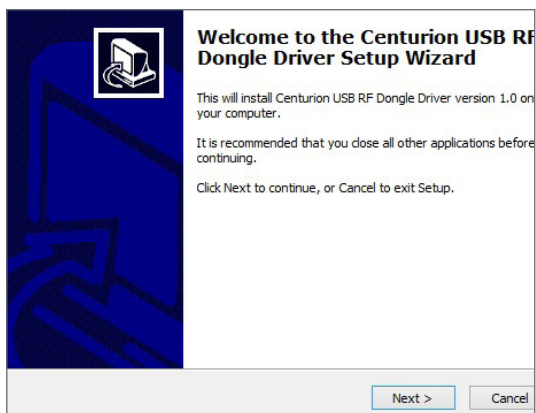 Welcome to the Centurion USB RF
Dongle Driver Setup Wizard
This will install Centurion USB RF Dongle Driver version 1.0 on
your computer.
It is recommended that you close all other applications before
continuing.
Click Next to continue, or Cancel to exit Setup.
Next >
Cancel